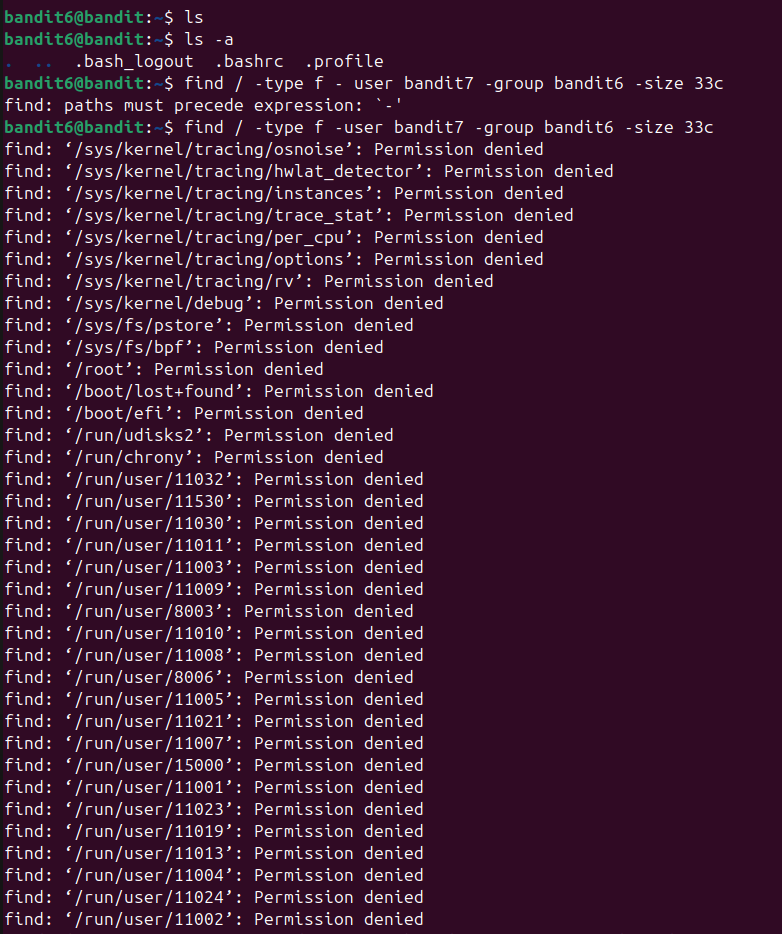 bandit6@bandit:~$ ls
bandit6@bandit:~$ ls -a
.  ..  .bash_logout  .bashrc  .profile
bandit6@bandit:~$ find / -type f - user bandit7 -group bandit6 -size 33c
find: paths must precede expression: `-'
bandit6@bandit:~$ find / -type f -user bandit7 -group bandit6 -size 33c
find: ‘/sys/kernel/tracing/osnoise’: Permission denied
find: ‘/sys/kernel/tracing/hwlat_detector’: Permission denied
find: ‘/sys/kernel/tracing/instances’: Permission denied
find: ‘/sys/kernel/tracing/trace_stat’: Permission denied
find: ‘/sys/kernel/tracing/per_cpu’: Permission denied
find: ‘/sys/kernel/tracing/options’: Permission denied
find: ‘/sys/kernel/tracing/rv’: Permission denied
find: ‘/sys/kernel/debug’: Permission denied
find: ‘/sys/fs/pstore’: Permission denied
find: ‘/sys/fs/bpf’: Permission denied
find: ‘/root’: Permission denied
find: ‘/boot/lost+found’: Permission denied
find: ‘/boot/efi’: Permission denied
find: ‘/run/udisks2’: Permission denied
find: ‘/run/chrony’: Permission denied
find: ‘/run/user/11032’: Permission denied
find: ‘/run/user/11530’: Permission denied
find: ‘/run/user/11030’: Permission denied
find: ‘/run/user/11011’: Permission denied
find: ‘/run/user/11003’: Permission denied
find: ‘/run/user/11009’: Permission denied
find: ‘/run/user/8003’: Permission denied
find: ‘/run/user/11010’: Permission denied
find: ‘/run/user/11008’: Permission denied
find: ‘/run/user/8006’: Permission denied
find: ‘/run/user/11005’: Permission denied
find: ‘/run/user/11021’: Permission denied
find: ‘/run/user/11007’: Permission denied
find: ‘/run/user/15000’: Permission denied
find: ‘/run/user/11001’: Permission denied
find: ‘/run/user/11023’: Permission denied
find: ‘/run/user/11019’: Permission denied
find: ‘/run/user/11013’: Permission denied
find: ‘/run/user/11004’: Permission denied
find: ‘/run/user/11024’: Permission denied
find: ‘/run/user/11002’: Permission denied